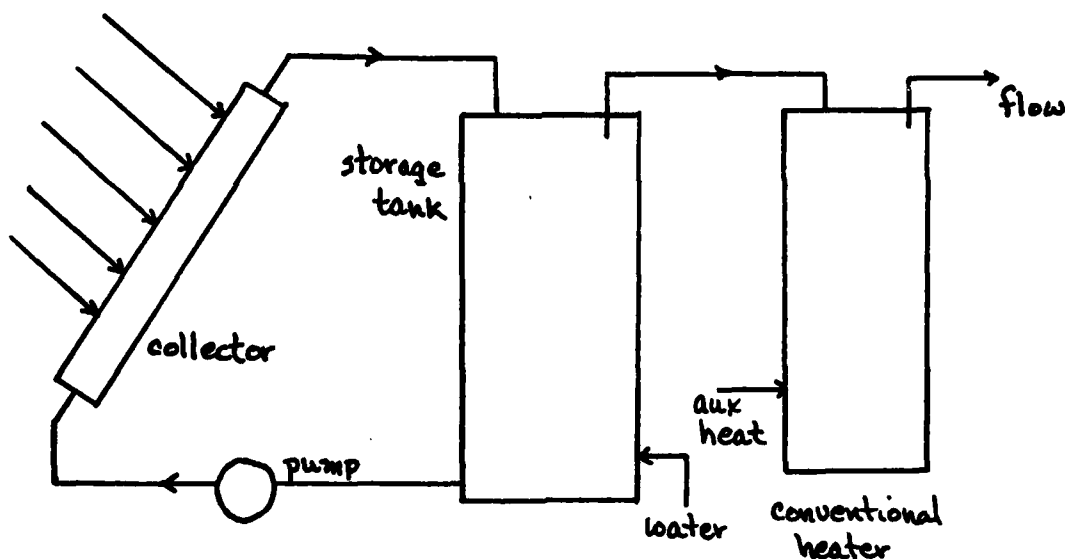 flow
storage
tank
collector
aux
heat
pump
water
conventional
heater